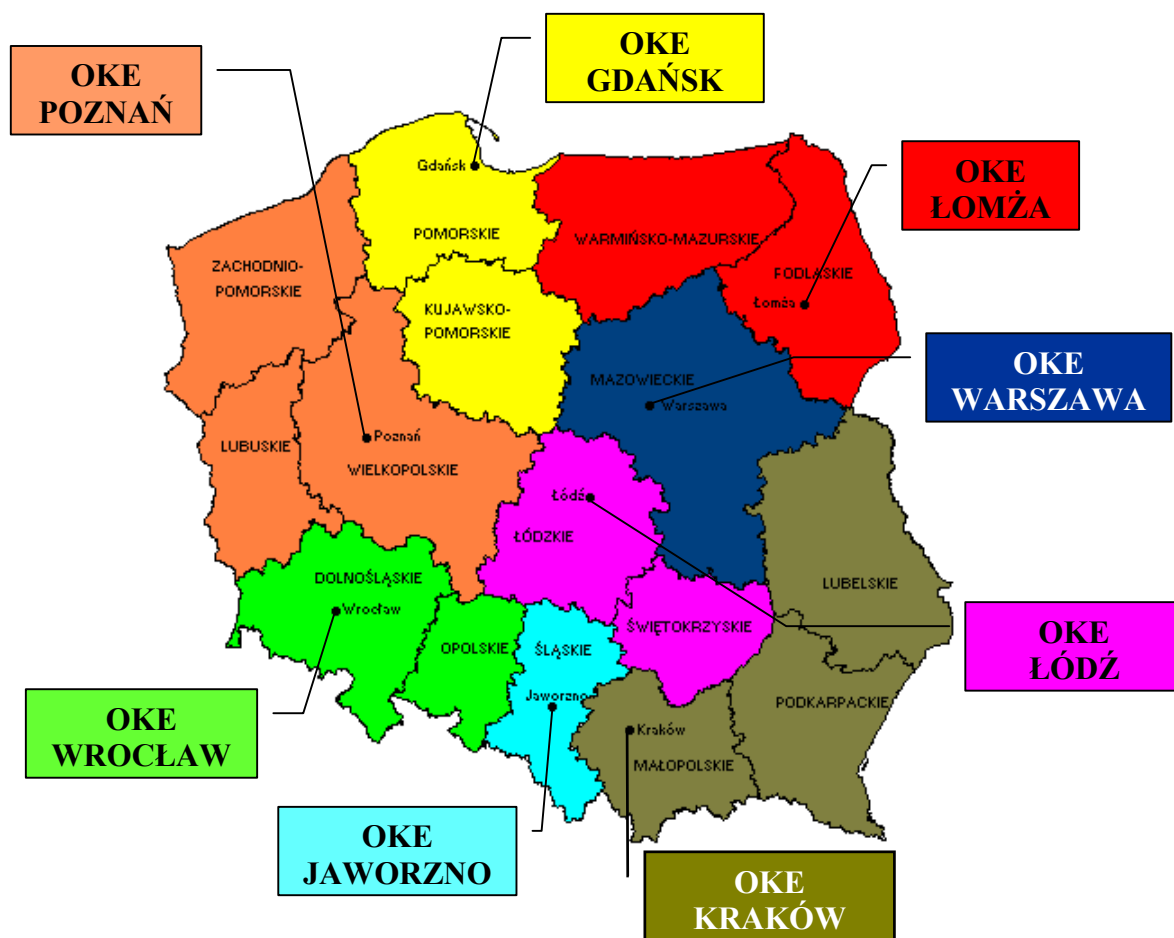 OKE
POZNAŃ
OKE
GDAŃSK
OKE
ŁOMŻA
OKE
WARSZAWA
OKE
ŁÓDŹ
OKE
WROCŁAW
OKE
JAWORZNO
OKE
KRAKÓW
Gdańsk
POMORSKIE
WARMIŃSKO-MAZURSKIE
ZACHODNIO-
POMORSKIE
PODLASKIE
Łomża
KUJAWSKO-
POMORSKIE
MAZOWIECKIE
Warszawa
LUBUSKIE
Poznań
WIELKOPOLSKIE
Łódź
ŁÓDZKIE
DOLNOŚLĄSKIE
Wrocław
LUBELSKIE
OPOLSKIE
ŚLĄSKIE
ŚWIĘTOKRZYSKIE
Jaworzno
PODKARPACKIE
Kraków
MAŁOPOLSKIE